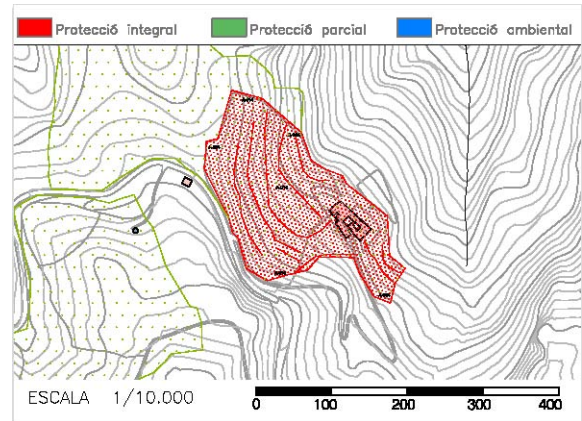 Protecció integral Protecció parcial Protecció ambiental
ESCALA 1/10.000
0 100 200 300 400